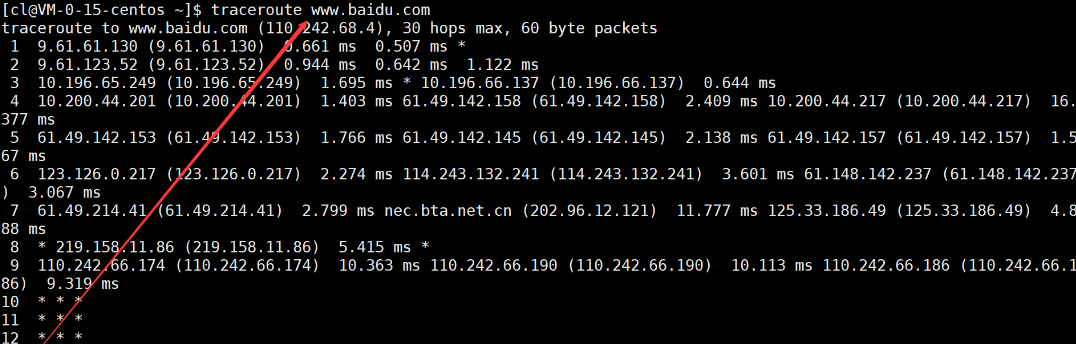 [cl@VM-0-15-centos ~]$ traceroute www.baidu.com
traceroute to www.baidu.com (110.242.68.4), 30 hops max, 60 byte packets
 1  9.61.61.130 (9.61.61.130)  0.661 ms  0.507 ms *
 2  9.61.123.52 (9.61.123.52)  0.944 ms  0.642 ms  1.122 ms
 3  10.196.65.249 (10.196.65.249)  1.695 ms * 10.196.66.137 (10.196.66.137)  0.644 ms
 4  10.200.44.201 (10.200.44.201)  1.403 ms 61.49.142.158 (61.49.142.158)  2.409 ms 10.200.44.217 (10.200.44.217)  16.
377 ms
 5  61.49.142.153 (61.49.142.153)  1.766 ms 61.49.142.145 (61.49.142.145)  2.138 ms 61.49.142.157 (61.49.142.157)  1.5
67 ms
 6  123.126.0.217 (123.126.0.217)  2.274 ms 114.243.132.241 (114.243.132.241)  3.601 ms 61.148.142.237 (61.148.142.237
)  3.067 ms
 7  61.49.214.41 (61.49.214.41)  2.799 ms nec.bta.net.cn (202.96.12.121)  11.777 ms 125.33.186.49 (125.33.186.49)  4.8
88 ms
 8  * 219.158.11.86 (219.158.11.86)  5.415 ms *
 9  110.242.66.174 (110.242.66.174)  10.363 ms 110.242.66.190 (110.242.66.190)  10.113 ms 110.242.66.186 (110.242.66.1
86)  9.319 ms
10  * * *
11  * * *
12  * * *